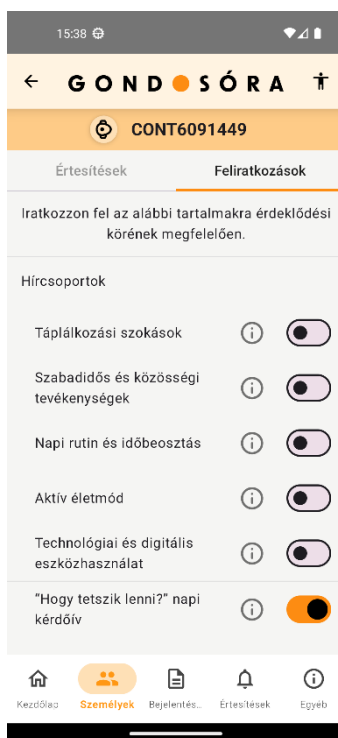 15:38
GONDOSÓRA
CONT6091449
Értesítések Feliratkozások
Iratkozzon fel az alábbi tartalmakra érdeklődési
körének megfelelően.
Hírcsoportok
Táplálkozási szokások
Szabadidős és közösségi
tevékenységek
Napi rutin és időbeosztás
Aktív életmód
Technológiai és digitális
eszközhasználat
"Hogy tetszik lenni?" napi
kérdőív
Kezdőlap Személyek Bejelentés... Értesítések Egyéb